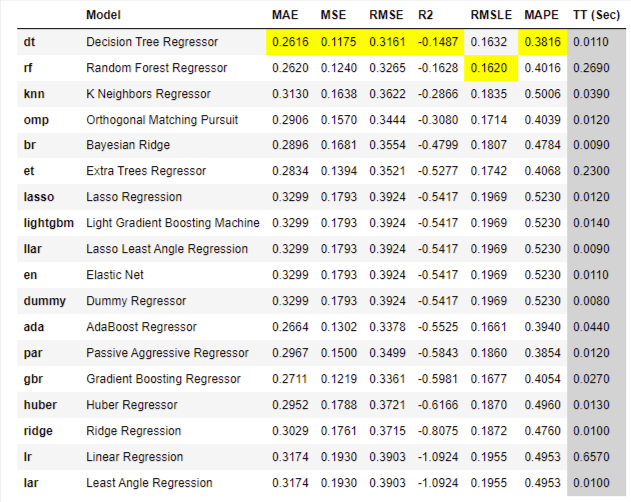 Model MAE MSE RMSE R2 RMSLE MAPE TT (Sec)
dt Decision Tree Regressor 0.2616 0.1175 0.3161 -0.1487 0.1632 0.3816 0.0110
rf Random Forest Regressor 0.2620 0.1240 0.3265 -0.1628 0.1620 0.4016 0.2690
knn K Neighbors Regressor 0.3130 0.1638 0.3622 -0.2866 0.1835 0.5006 0.0390
omp Orthogonal Matching Pursuit 0.2906 0.1570 0.3444 -0.3080 0.1714 0.4039 0.0120
br Bayesian Ridge 0.2896 0.1681 0.3554 -0.4799 0.1807 0.4784 0.0090
et Extra Trees Regressor 0.2834 0.1394 0.3521 -0.5277 0.1742 0.4068 0.2300
lasso Lasso Regression 0.3299 0.1793 0.3924 -0.5417 0.1969 0.5230 0.0120
lightgbm Light Gradient Boosting Machine 0.3299 0.1793 0.3924 -0.5417 0.1969 0.5230 0.0140
llar Lasso Least Angle Regression 0.3299 0.1793 0.3924 -0.5417 0.1969 0.5230 0.0090
en Elastic Net 0.3299 0.1793 0.3924 -0.5417 0.1969 0.5230 0.0110
dummy Dummy Regressor 0.3299 0.1793 0.3924 -0.5417 0.1969 0.5230 0.0080
ada AdaBoost Regressor 0.2664 0.1302 0.3378 -0.5525 0.1661 0.3940 0.0440
par Passive Aggressive Regressor 0.2967 0.1500 0.3499 -0.5843 0.1860 0.3854 0.0120
gbr Gradient Boosting Regressor 0.2711 0.1219 0.3361 -0.5981 0.1677 0.4054 0.0270
huber Huber Regressor 0.2952 0.1788 0.3721 -0.6166 0.1870 0.4960 0.0130
ridge Ridge Regression 0.3029 0.1761 0.3715 -0.8075 0.1872 0.4760 0.0100
lr Linear Regression 0.3174 0.1930 0.3903 -1.0924 0.1955 0.4953 0.6570
lar Least Angle Regression 0.3174 0.1930 0.3903 -1.0924 0.1955 0.4953 0.0100